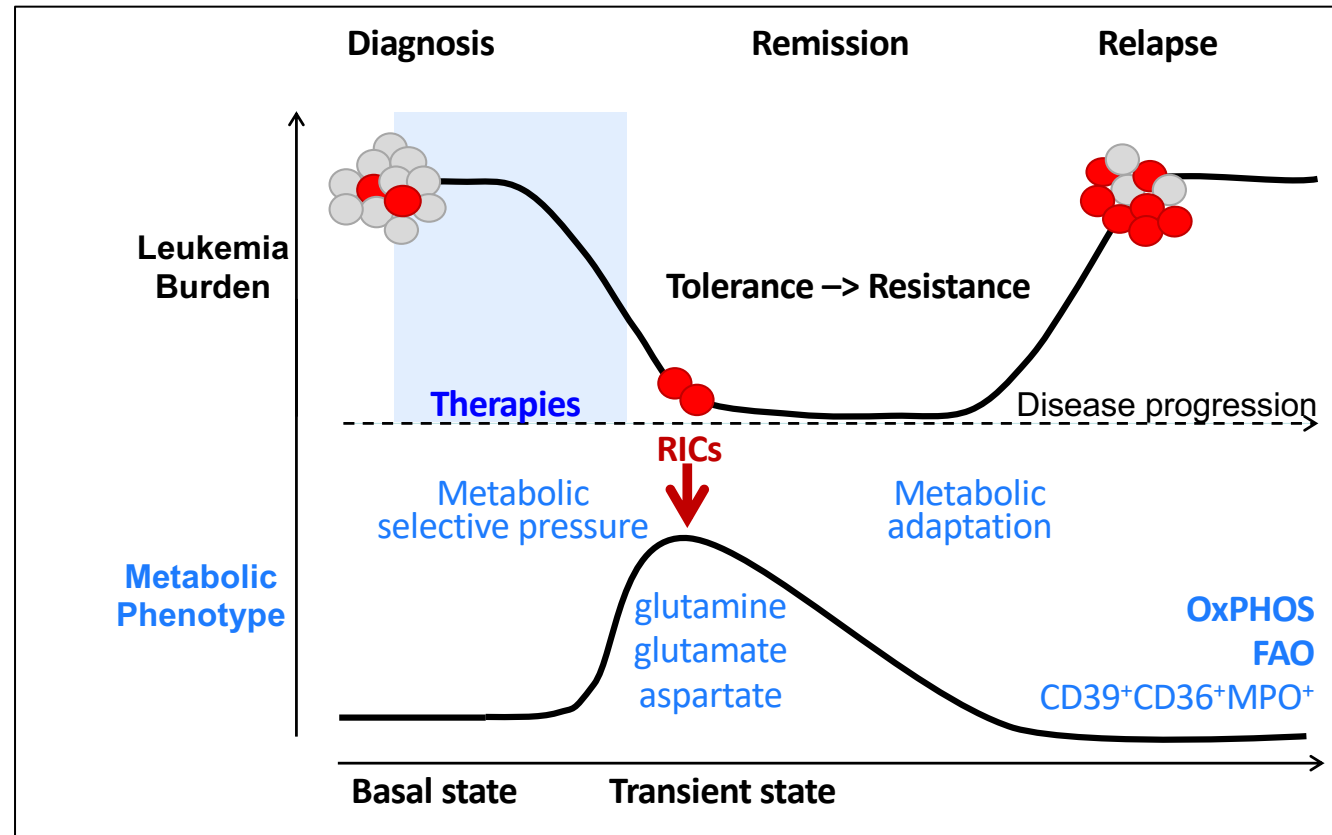 Diagnosis
Remission
Relapse
Leukemia
Burden
Tolerance –> Resistance
Therapies
Disease progression
RICs
Metabolic
selective pressure
Metabolic
adaptation
Metabolic
Phenotype
glutamine
glutamate
aspartate
OxPHOS
FAO
CD39⁺CD36⁺MPO⁺
Basal state
Transient state